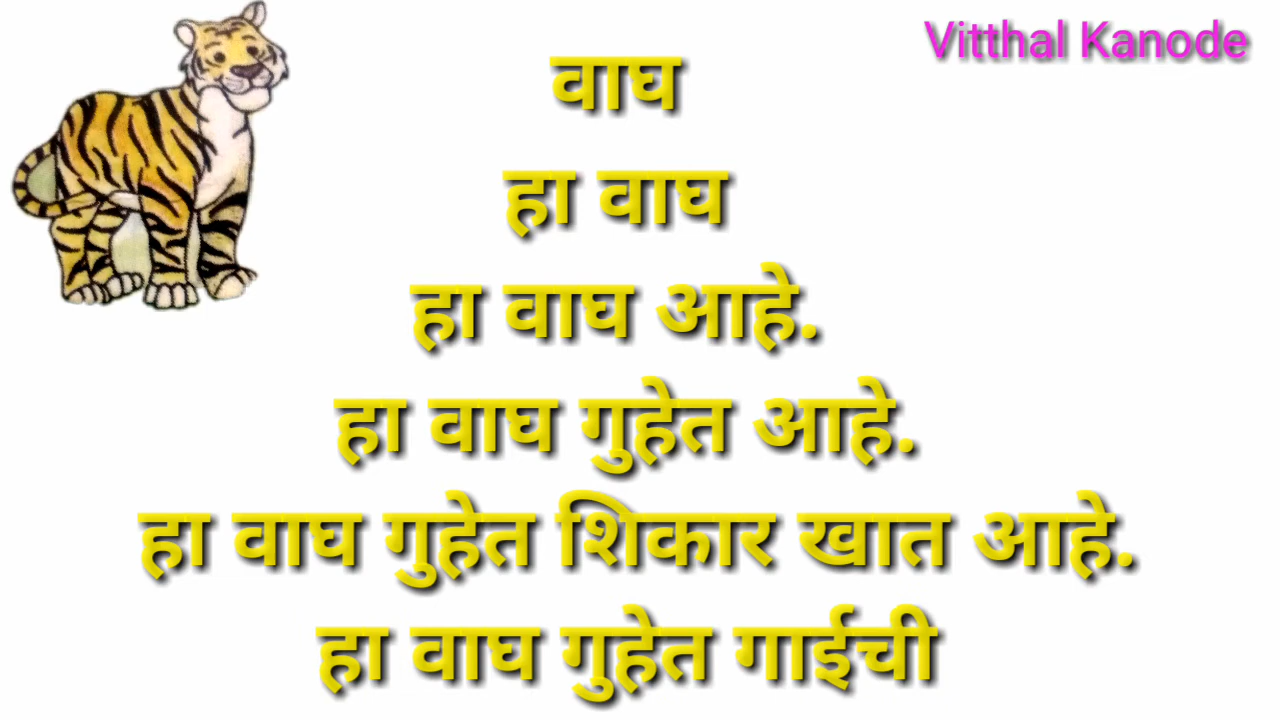 Vitthal Kanode
वाघ
हा वाघ
हा वाघ आहे.
हा वाघ गुहेत आहे.
हा वाघ गुहेत शिकार खात आहे.
हा वाघ गुहेत गाईची